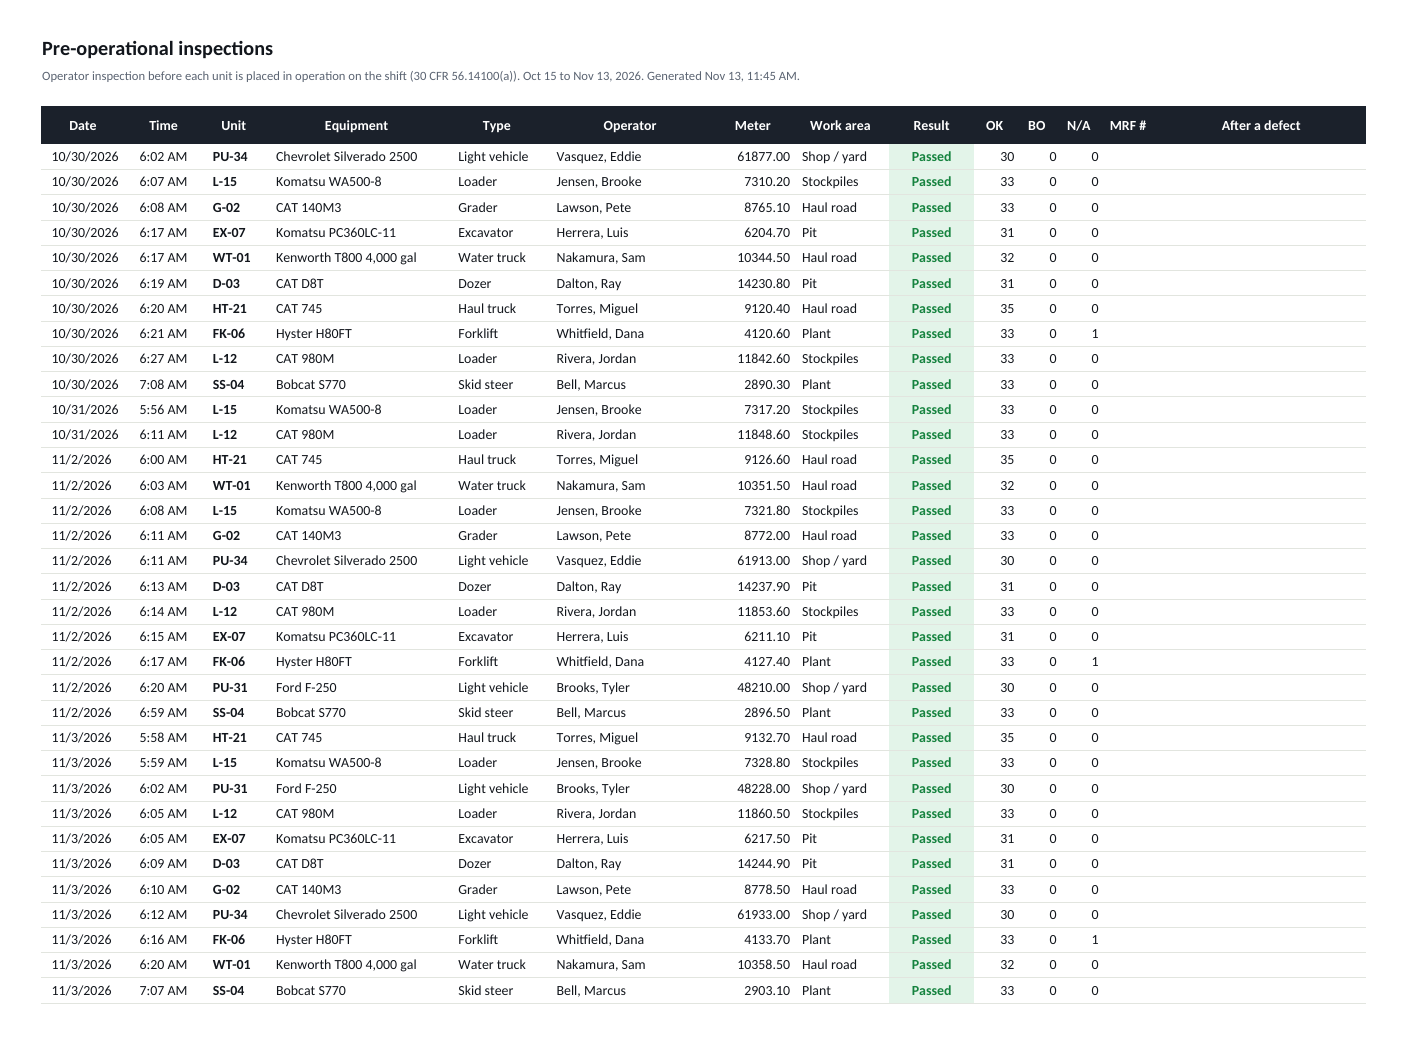 Pre-operational inspections
Operator inspection before each unit is placed in operation on the shift (30 CFR 56.14100(a)). Oct 15 to Nov 13, 2026. Generated Nov 13, 11:45 AM.
Date Time Unit Equipment Type Operator Meter Work area Result OK BO N/A MRF # After a defect
10/30/2026 6:02 AM PU-34 Chevrolet Silverado 2500 Light vehicle Vasquez, Eddie 61877.00 Shop / yard Passed 30 0 0
10/30/2026 6:07 AM L-15 Komatsu WA500-8 Loader Jensen, Brooke 7310.20 Stockpiles Passed 33 0 0
10/30/2026 6:08 AM G-02 CAT 140M3 Grader Lawson, Pete 8765.10 Haul road Passed 33 0 0
10/30/2026 6:17 AM EX-07 Komatsu PC360LC-11 Excavator Herrera, Luis 6204.70 Pit Passed 31 0 0
10/30/2026 6:17 AM WT-01 Kenworth T800 4,000 gal Water truck Nakamura, Sam 10344.50 Haul road Passed 32 0 0
10/30/2026 6:19 AM D-03 CAT D8T Dozer Dalton, Ray 14230.80 Pit Passed 31 0 0
10/30/2026 6:20 AM HT-21 CAT 745 Haul truck Torres, Miguel 9120.40 Haul road Passed 35 0 0
10/30/2026 6:21 AM FK-06 Hyster H80FT Forklift Whitfield, Dana 4120.60 Plant Passed 33 0 1
10/30/2026 6:27 AM L-12 CAT 980M Loader Rivera, Jordan 11842.60 Stockpiles Passed 33 0 0
10/30/2026 7:08 AM SS-04 Bobcat S770 Skid steer Bell, Marcus 2890.30 Plant Passed 33 0 0
10/31/2026 5:56 AM L-15 Komatsu WA500-8 Loader Jensen, Brooke 7317.20 Stockpiles Passed 33 0 0
10/31/2026 6:11 AM L-12 CAT 980M Loader Rivera, Jordan 11848.60 Stockpiles Passed 33 0 0
11/2/2026 6:00 AM HT-21 CAT 745 Haul truck Torres, Miguel 9126.60 Haul road Passed 35 0 0
11/2/2026 6:03 AM WT-01 Kenworth T800 4,000 gal Water truck Nakamura, Sam 10351.50 Haul road Passed 32 0 0
11/2/2026 6:08 AM L-15 Komatsu WA500-8 Loader Jensen, Brooke 7321.80 Stockpiles Passed 33 0 0
11/2/2026 6:11 AM G-02 CAT 140M3 Grader Lawson, Pete 8772.00 Haul road Passed 33 0 0
11/2/2026 6:11 AM PU-34 Chevrolet Silverado 2500 Light vehicle Vasquez, Eddie 61913.00 Shop / yard Passed 30 0 0
11/2/2026 6:13 AM D-03 CAT D8T Dozer Dalton, Ray 14237.90 Pit Passed 31 0 0
11/2/2026 6:14 AM L-12 CAT 980M Loader Rivera, Jordan 11853.60 Stockpiles Passed 33 0 0
11/2/2026 6:15 AM EX-07 Komatsu PC360LC-11 Excavator Herrera, Luis 6211.10 Pit Passed 31 0 0
11/2/2026 6:17 AM FK-06 Hyster H80FT Forklift Whitfield, Dana 4127.40 Plant Passed 33 0 1
11/2/2026 6:20 AM PU-31 Ford F-250 Light vehicle Brooks, Tyler 48210.00 Shop / yard Passed 30 0 0
11/2/2026 6:59 AM SS-04 Bobcat S770 Skid steer Bell, Marcus 2896.50 Plant Passed 33 0 0
11/3/2026 5:58 AM HT-21 CAT 745 Haul truck Torres, Miguel 9132.70 Haul road Passed 35 0 0
11/3/2026 5:59 AM L-15 Komatsu WA500-8 Loader Jensen, Brooke 7328.80 Stockpiles Passed 33 0 0
11/3/2026 6:02 AM PU-31 Ford F-250 Light vehicle Brooks, Tyler 48228.00 Shop / yard Passed 30 0 0
11/3/2026 6:05 AM L-12 CAT 980M Loader Rivera, Jordan 11860.50 Stockpiles Passed 33 0 0
11/3/2026 6:05 AM EX-07 Komatsu PC360LC-11 Excavator Herrera, Luis 6217.50 Pit Passed 31 0 0
11/3/2026 6:09 AM D-03 CAT D8T Dozer Dalton, Ray 14244.90 Pit Passed 31 0 0
11/3/2026 6:10 AM G-02 CAT 140M3 Grader Lawson, Pete 8778.50 Haul road Passed 33 0 0
11/3/2026 6:12 AM PU-34 Chevrolet Silverado 2500 Light vehicle Vasquez, Eddie 61933.00 Shop / yard Passed 30 0 0
11/3/2026 6:16 AM FK-06 Hyster H80FT Forklift Whitfield, Dana 4133.70 Plant Passed 33 0 1
11/3/2026 6:20 AM WT-01 Kenworth T800 4,000 gal Water truck Nakamura, Sam 10358.50 Haul road Passed 32 0 0
11/3/2026 7:07 AM SS-04 Bobcat S770 Skid steer Bell, Marcus 2903.10 Plant Passed 33 0 0